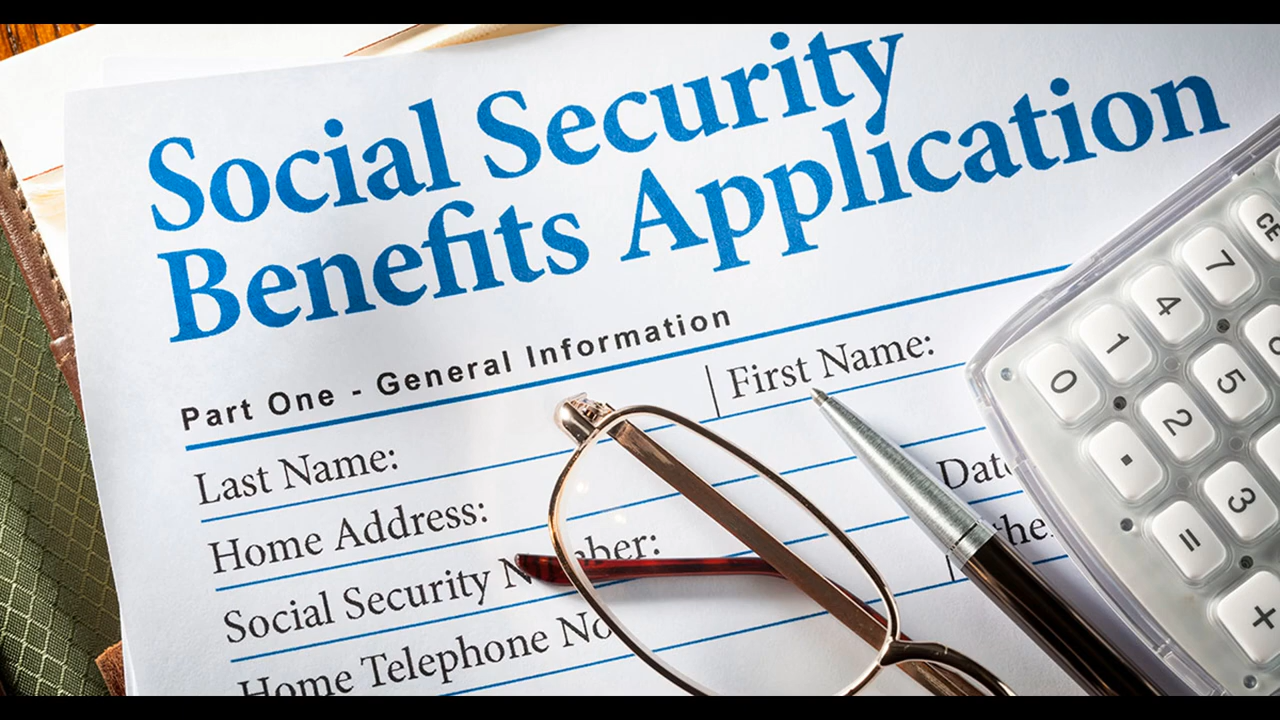 Social Security
Benefits Application
Part One - General Information
Last Name:
First Name:
Home Address:
Social Security
Home Telephone
CE
7
4
1
0
5
2
.
3
=
+